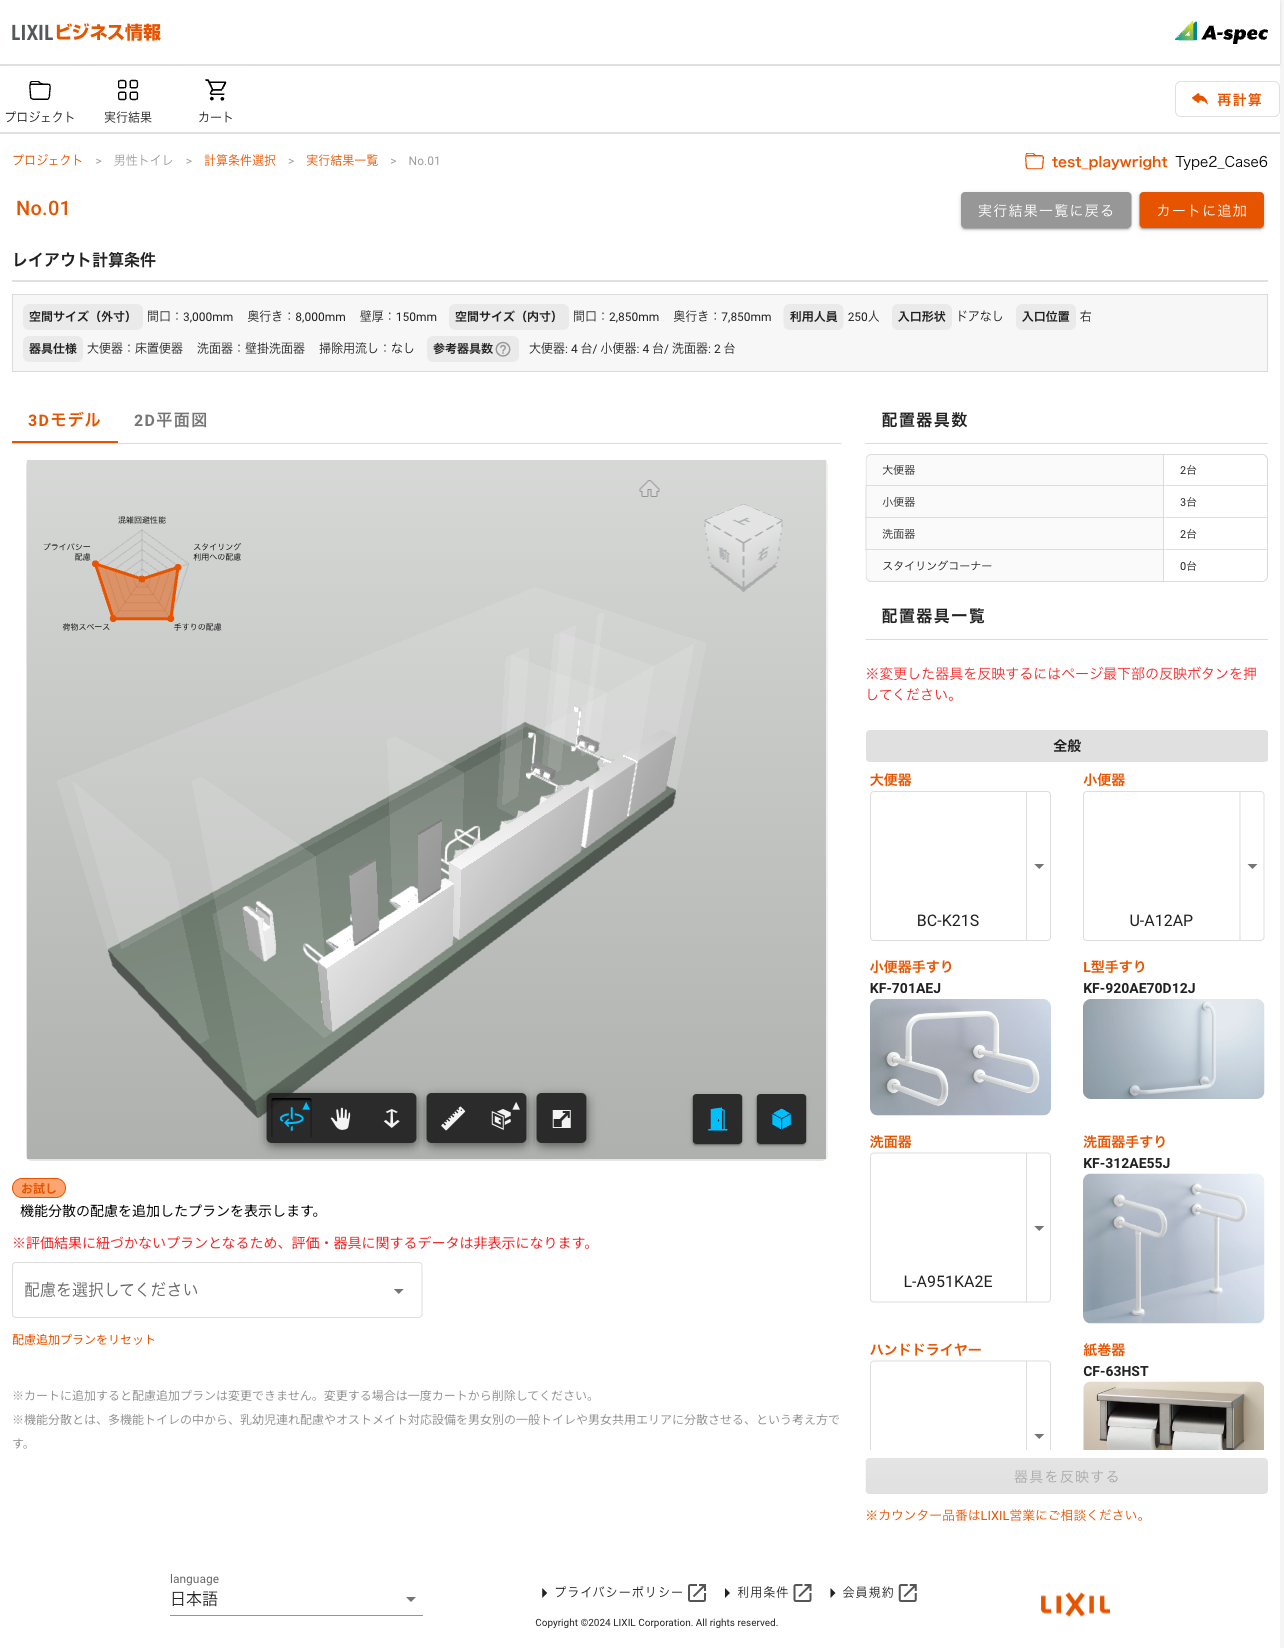 LIXILビジネス情報
A-spec
プロジェクト
実行結果
カート
再計算
プロジェクト > 男性トイレ > 計算条件選択 > 実行結果一覧 > No.01
test_playwright Type2_Case6
No.01
実行結果一覧に戻る
カートに追加
レイアウト計算条件
空間サイズ（外寸） 間口：3,000mm 奥行き：8,000mm 壁厚：150mm 空間サイズ（内寸） 間口：2,850mm 奥行き：7,850mm 利用人員 250人 入口形状 ドアなし 入口位置 右
器具仕様 大便器：床置便器 洗面器：壁掛洗面器 掃除用流し：なし 参考器具数 ? 大便器: 4 台/ 小便器: 4 台/ 洗面器: 2 台
3Dモデル
2D平面図
混雑回避性能
プライバシー
配慮
スタイリング
利用への配慮
荷物スペース
手すりの配慮
上
前
右
お試し
機能分散の配慮を追加したプランを表示します。
※評価結果に紐づかないプランとなるため、評価・器具に関するデータは非表示になります。
配慮を選択してください
配慮追加プランをリセット
※カートに追加すると配慮追加プランは変更できません。変更する場合は一度カートから削除してください。
※機能分散とは、多機能トイレの中から、乳幼児連れ配慮やオストメイト対応設備を男女別の一般トイレや男女共用エリアに分散させる、という考え方で
す。
配置器具数
大便器 2台
小便器 3台
洗面器 2台
スタイリングコーナー 0台
配置器具一覧
※変更した器具を反映するにはページ最下部の反映ボタンを押
してください。
全般
大便器
BC-K21S
小便器
U-A12AP
小便器手すり
KF-701AEJ
L型手すり
KF-920AE70D12J
洗面器
L-A951KA2E
洗面器手すり
KF-312AE55J
ハンドドライヤー
紙巻器
CF-63HST
器具を反映する
※カウンター品番はLIXIL営業にご相談ください。
language
日本語
プライバシーポリシー
利用条件
会員規約
Copyright ©2024 LIXIL Corporation. All rights reserved.
LIXIL